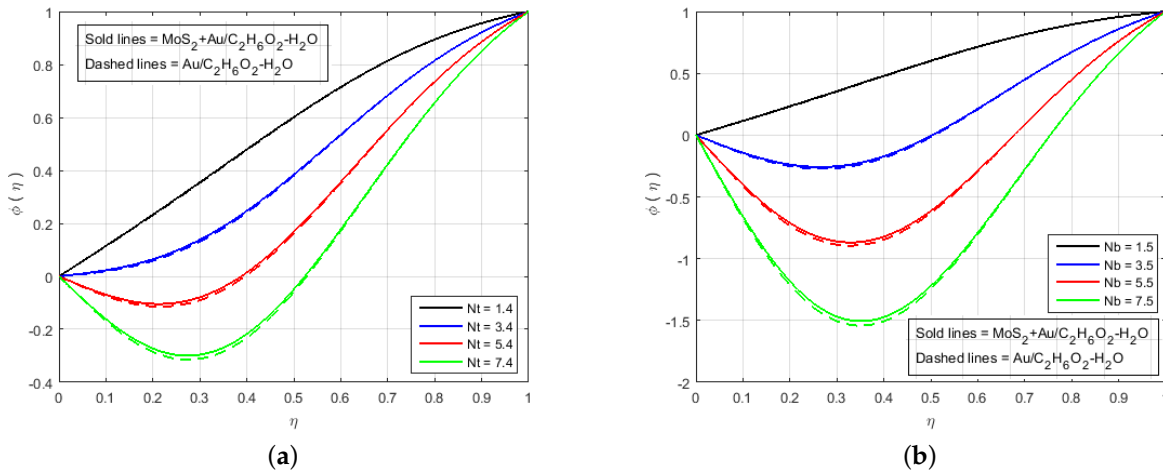 Sold lines = MoS2+Au/C2H6O2-H2O
Dashed lines = Au/C2H6O2-H2O
1
0.8
0.6
0.4
0.2
0
-0.2
-0.4
ϕ ( η )
Nt = 1.4
Nt = 3.4
Nt = 5.4
Nt = 7.4
0 0.1 0.2 0.3 0.4 0.5 0.6 0.7 0.8 0.9 1
η
(a)
1
0.5
0
-0.5
-1
-1.5
-2
ϕ ( η )
Nb = 1.5
Nb = 3.5
Nb = 5.5
Nb = 7.5
Sold lines = MoS2+Au/C2H6O2-H2O
Dashed lines = Au/C2H6O2-H2O
0 0.1 0.2 0.3 0.4 0.5 0.6 0.7 0.8 0.9 1
η
(b)